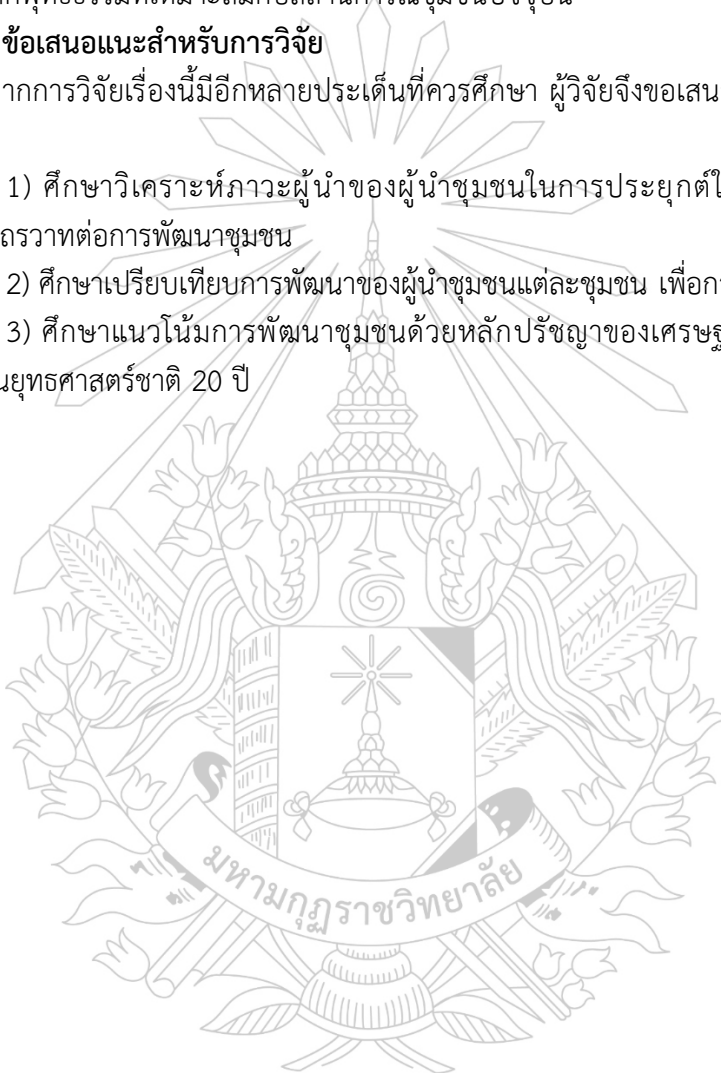 ข้อเสนอแนะสำหรับการวิจัย
ากการวิจัยเรื่องนี้มีอีกหลายประเด็นที่ควรศึกษา ผู้วิจัยจึงขอเสน
1) ศึกษาวิเคราะห์ภาวะผู้นำของผู้นำชุมชนในการประยุกต์ใ
ถรวาทต่อการพัฒนาชุมชน
2) ศึกษาเปรียบเทียบการพัฒนาของผู้นำชุมชนแต่ละชุมชน เพื่อกา
3) ศึกษาแนวโน้มการพัฒนาชุมชนด้วยหลักปรัชญาของเศรษฐ
นยุทธศาสตร์ชาติ 20 ปี
มหามกุฏราชวิทยาลัย